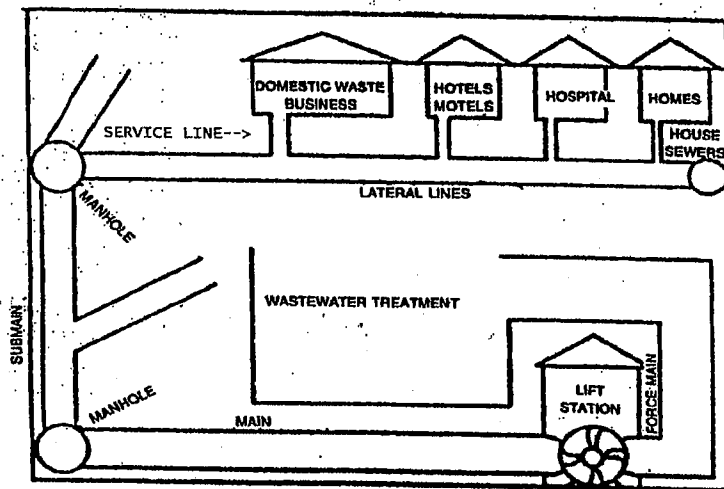 DOMESTIC WASTE
BUSINESS
HOTELS
MOTELS
HOSPITAL
HOMES
SERVICE LINE-->
HOUSE
SEWERS
LATERAL LINES
MANHOLE
WASTEWATER TREATMENT
SUBMAIN
MANHOLE
MAIN
LIFT
STATION
FORCE MAIN